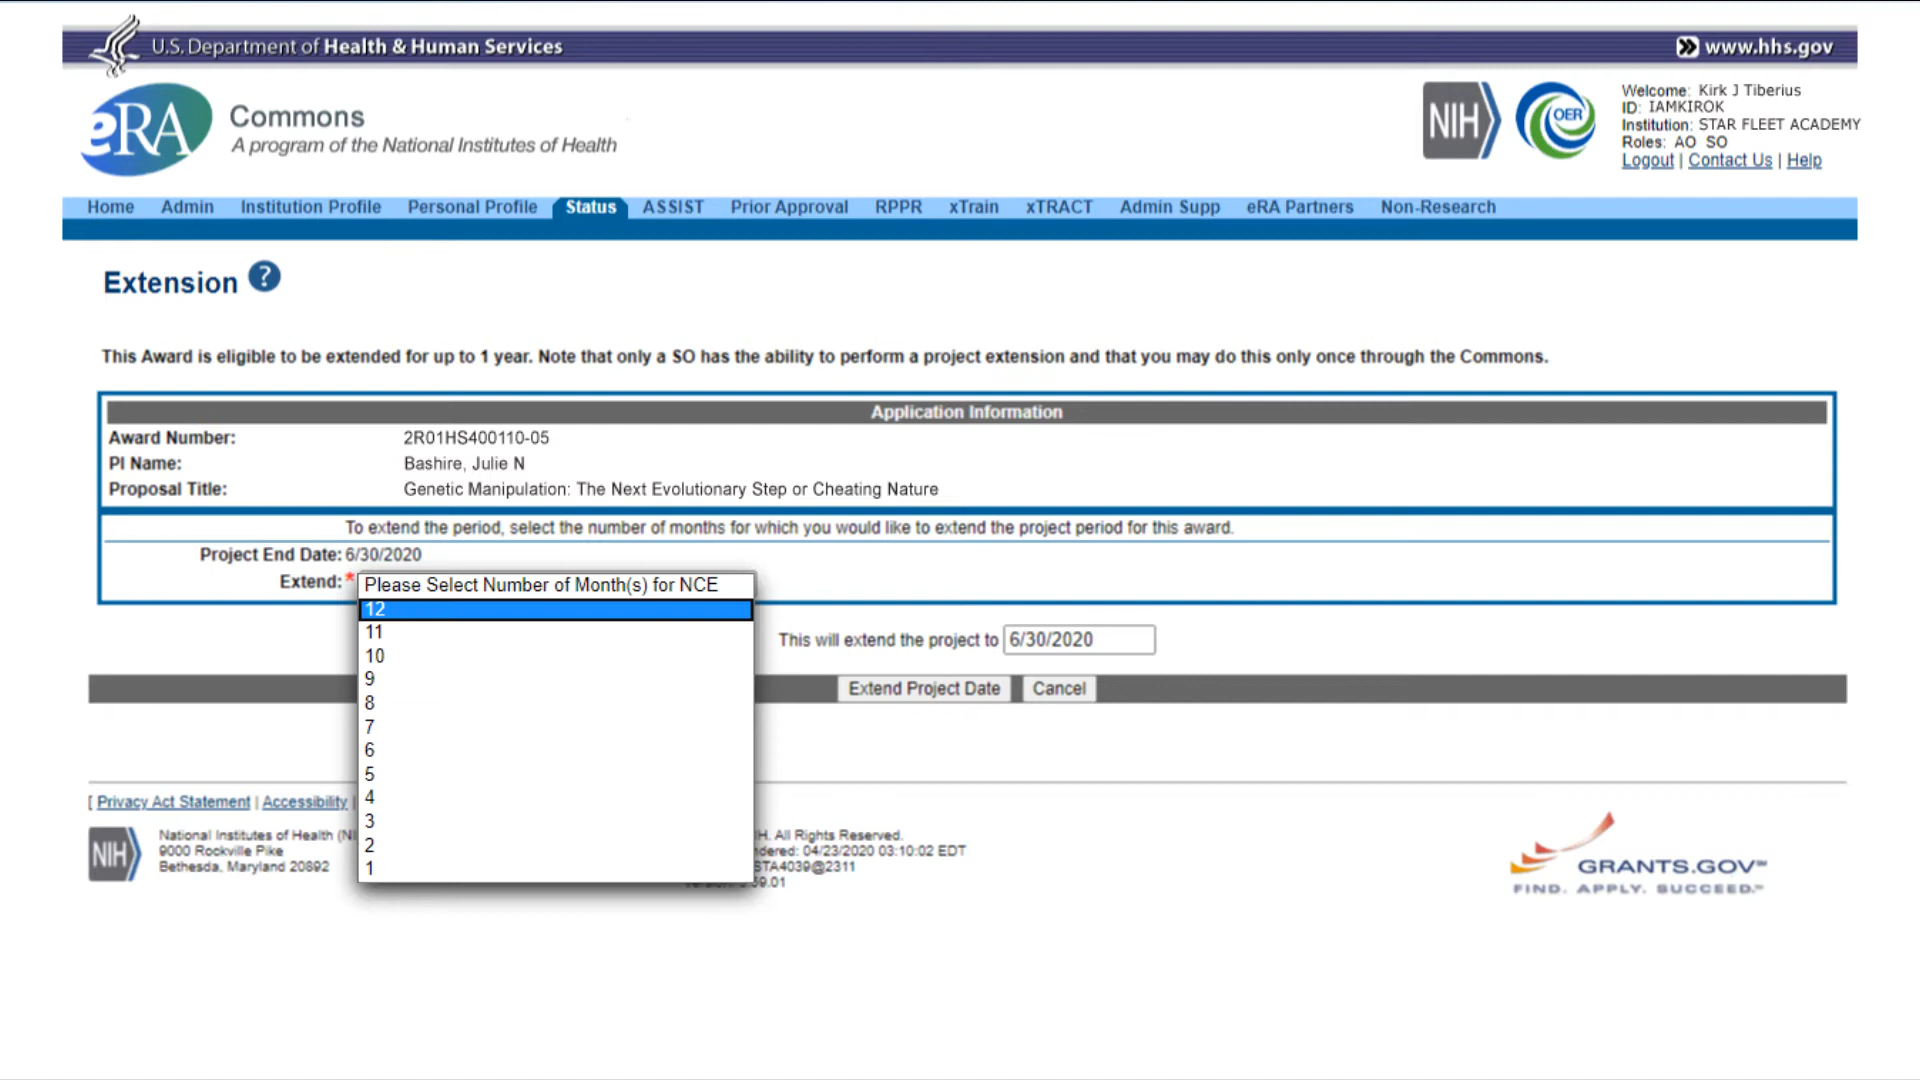 U.S. Department of Health & Human Services
www.hhs.gov
eRA
Commons
A program of the National Institutes of Health
NIH
OER
Welcome: Kirk J Tiberius
ID: IAMKIROK
Institution: STAR FLEET ACADEMY
Roles: AO SO
Logout | Contact Us | Help
Home Admin Institution Profile Personal Profile Status ASSIST Prior Approval RPPR xTrain xTRACT Admin Supp eRA Partners Non-Research
Extension ?
This Award is eligible to be extended for up to 1 year. Note that only a SO has the ability to perform a project extension and that you may do this only once through the Commons.
Application Information
Award Number: 2R01HS400110-05
PI Name: Bashire, Julie N
Proposal Title: Genetic Manipulation: The Next Evolutionary Step or Cheating Nature
To extend the period, select the number of months for which you would like to extend the project period for this award.
Project End Date: 6/30/2020
Extend: * Please Select Number of Month(s) for NCE
12
11
10
9
8
7
6
5
4
3
2
1
This will extend the project to 6/30/2020
Extend Project Date Cancel
[ Privacy Act Statement | Accessibility |
NIH
National Institutes of Health (NI
9000 Rockville Pike
Bethesda, Maryland 20892
H. All Rights Reserved.
dered: 04/23/2020 03:10:02 EDT
STA4039@2311
9.01
GRANTS.GOV℠
FIND. APPLY. SUCCEED.℠